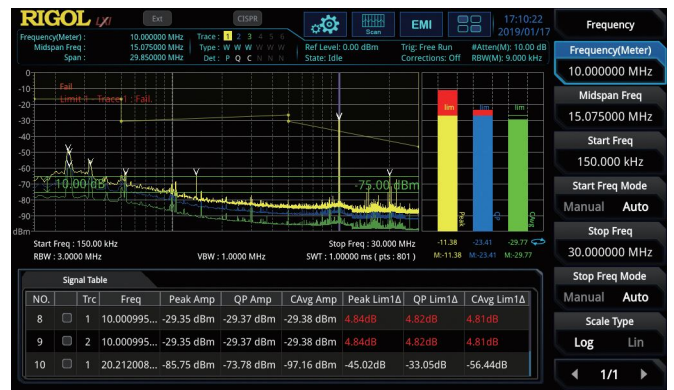 RIGOL LXI Ext CISPR Scan EMI 17:10:22
2019/01/17
Frequency(Meter) : 10.000000 MHz
Midspan Freq : 15.075000 MHz
Span : 29.850000 MHz
Trace : 1 2 3 4 5 6
Type : W W W W W W
Det : P Q C N N N
Ref Level: 0.00 dBm
State: Idle
Trig: Free Run
Corrections: Off
#Atten(M): 10.00 dB
RBW(M): 9.000 kHz
0
-10
-20
-30
-40
-50
-60
-70
-80
-90
dBm
Fail
Limit 1 - Trace 1 : Fail.
10.00 dB
-75.00 dBm
lim lim lim
Peak QP CAvg
-11.38 -23.41 -29.77
M:-11.38 M:-23.41 M:-29.77
Start Freq : 150.00 kHz Stop Freq : 30.000 MHz
RBW : 3.0000 MHz VBW : 1.0000 MHz SWT : 1.00000 ms ( pts : 801 )
Signal Table
NO. Trc Freq Peak Amp QP Amp CAvg Amp Peak Lim1Δ QP Lim1Δ CAvg Lim1Δ
8 1 10.000995... -29.35 dBm -29.37 dBm -29.38 dBm 4.84dB 4.82dB 4.81dB
9 2 10.000995... -29.35 dBm -29.37 dBm -29.38 dBm 4.84dB 4.82dB 4.81dB
10 1 20.212008... -85.75 dBm -73.78 dBm -97.16 dBm -45.02dB -33.05dB -56.44dB
Frequency
Frequency(Meter)
10.000000 MHz
Midspan Freq
15.075000 MHz
Start Freq
150.000 kHz
Start Freq Mode
Manual Auto
Stop Freq
30.000000 MHz
Stop Freq Mode
Manual Auto
Scale Type
Log Lin
1/1